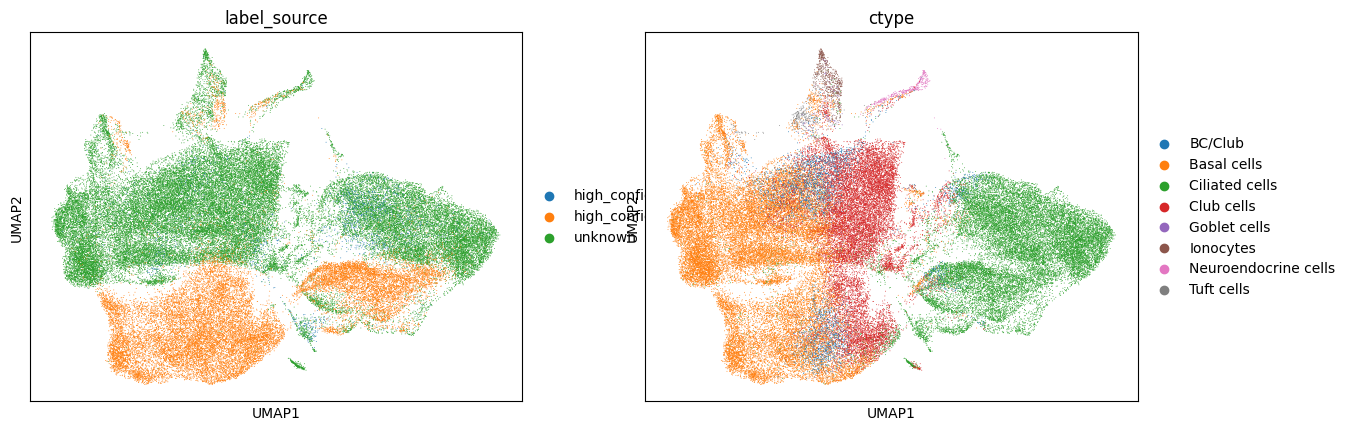 label_source
UMAP2
UMAP1
high_confi
high_confi
unknown
ctype
UMAP2
UMAP1
BC/Club
Basal cells
Ciliated cells
Club cells
Goblet cells
Ionocytes
Neuroendocrine cells
Tuft cells